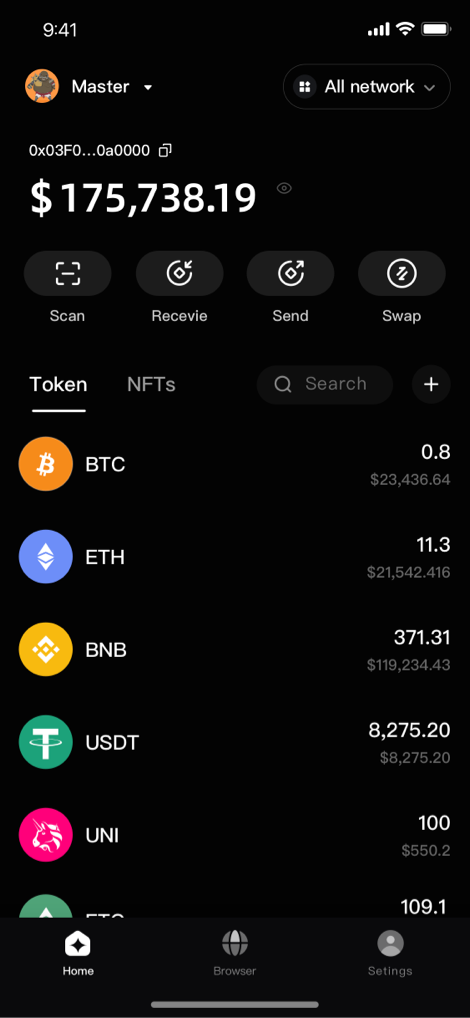 9:41
Master
All network
0x03F0...0a0000
$ 175,738.19
Scan
Recevie
Send
Swap
Token
NFTs
Search
BTC
0.8
$23,436.64
ETH
11.3
$21,542.416
BNB
371.31
$119,234.43
USDT
8,275.20
$8,275.20
UNI
100
$550.2
ETC
109.1
Home
Browser
Setings